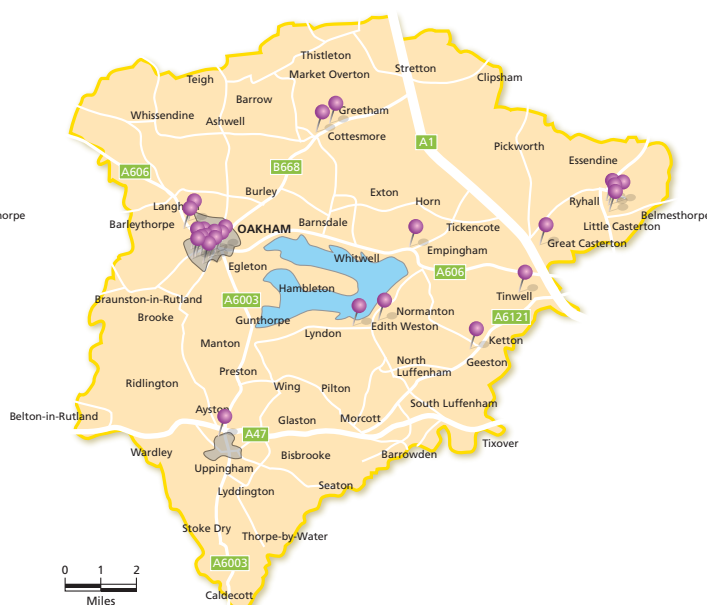 Thistleton
Stretton
Market Overton
Teigh
Clipsham
Barrow
Greetham
Whissendine
Ashwell
Cottesmore
A1
Pickworth
Essendine
A606
B668
Burley
Exton
Horn
Ryhall
Langh
horpe
Belmesthorpe
Barleythorpe
OAKHAM
Barnsdale
Tickencote
Little Casterton
Great Casterton
Empingham
Whitwell
Egleton
A606
Hambleton
Tinwell
Braunston-in-Rutland
A6003
Normanton
Brooke
Gunthorpe
A6121
Edith Weston
Lyndon
Ketton
Manton
North
Luffenham
Geeston
Preston
Ridlington
Wing
Pilton
South Luffenham
Ayston
Belton-in-Rutland
Glaston
Morcott
A47
Tixover
Wardley
Bisbrooke
Barrowden
Uppingham
Seaton
Lyddington
Stoke Dry
Thorpe-by-Water
A6003
0 1 2
Miles
Caldecott